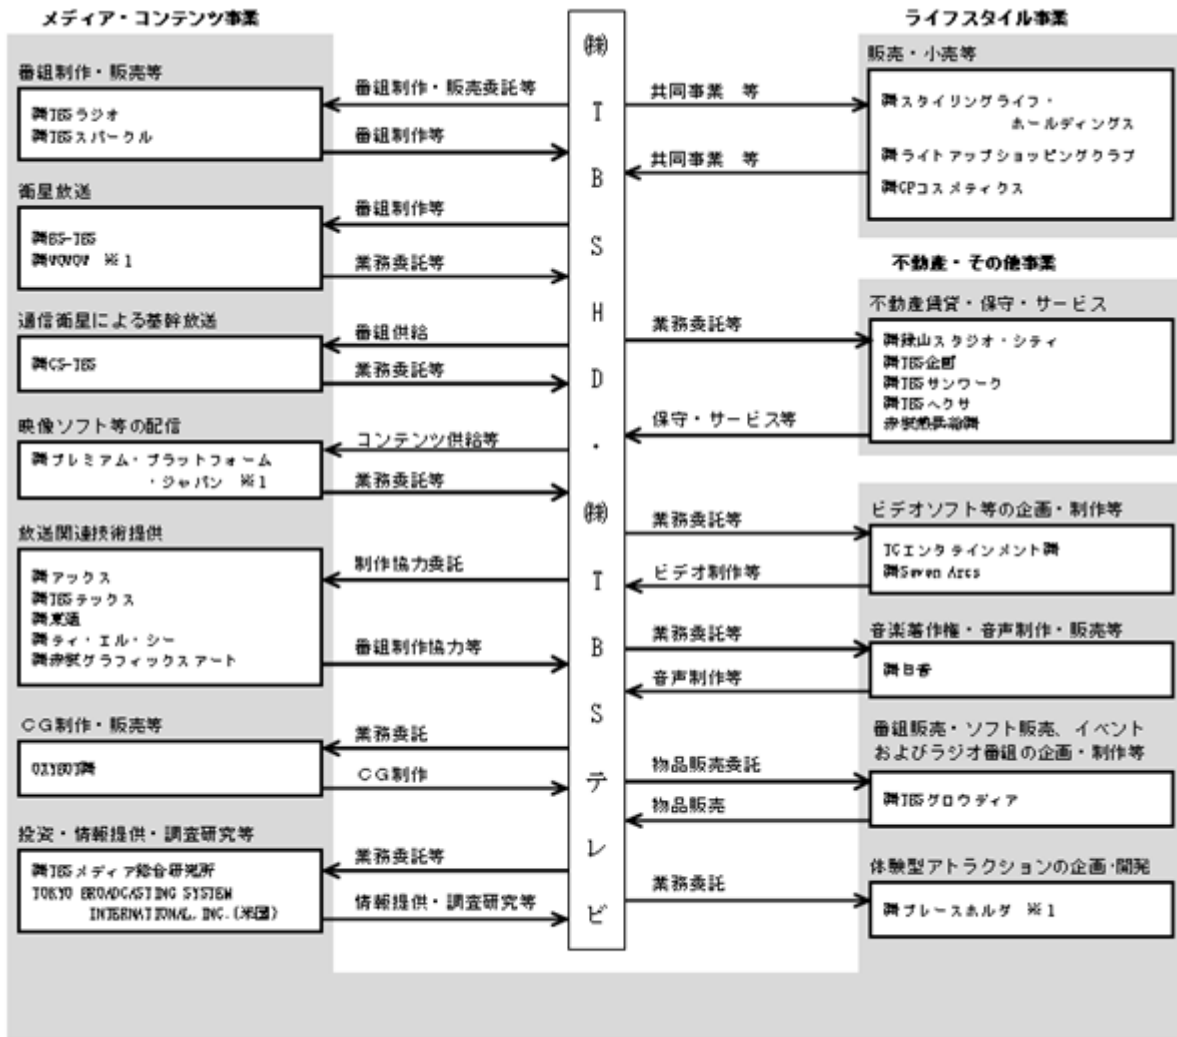 メディア・コンテンツ事業
番組制作・販売等
㈱TBSラジオ
㈱TBSスパークル
衛星放送
㈱BS-TBS
㈱WOWOW ※1
通信衛星による基幹放送
㈱CS-TBS
映像ソフト等の配信
㈱プレミアム・プラットフォーム
・ジャパン ※1
放送関連技術提供
㈱アックス
㈱TBSテックス
㈱東通
㈱ティ・エル・シー
㈱赤坂グラフィックスアート
CG制作・販売等
OXYBOT㈱
投資・情報提供・調査研究等
㈱TBSメディア総合研究所
TOKYO BROADCASTING SYSTEM
INTERNATIONAL, INC.(米国)
番組制作・販売委託等
番組制作等
番組制作等
業務委託等
番組供給
業務委託等
コンテンツ供給等
業務委託等
制作協力委託
番組制作協力等
業務委託
CG制作
業務委託等
情報提供・調査研究等
㈱TBSHD・㈱TBSテレビ
共同事業 等
共同事業 等
業務委託等
保守・サービス等
業務委託等
ビデオ制作等
業務委託等
音声制作等
物品販売委託
物品販売
業務委託
ライフスタイル事業
販売・小売等
㈱スタイリングライフ・
ホールディングス
㈱ライトアップショッピングクラブ
㈱CPコスメティクス
不動産・その他事業
不動産賃貸・保守・サービス
㈱緑山スタジオ・シティ
㈱TBS企画
㈱TBSサンワーク
㈱TBSヘクサ
赤坂熱供給㈱
ビデオソフト等の企画・制作等
TCエンタテインメント㈱
㈱Seven Arcs
音楽著作権・音声制作・販売等
㈱日音
番組販売・ソフト販売、イベント
およびラジオ番組の企画・制作等
㈱TBSグロウディア
体験型アトラクションの企画・開発
㈱プレースホルダ ※1